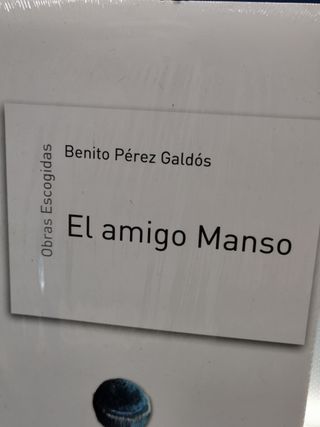 Obras Escogidas
Benito Pérez Galdós
El amigo Manso